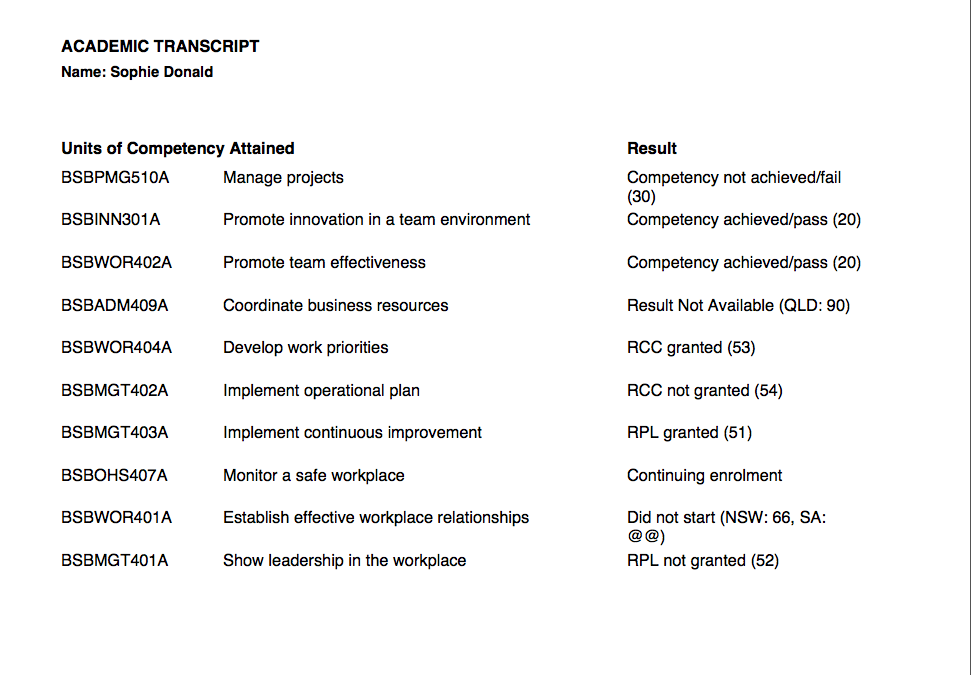 ACADEMIC TRANSCRIPT
Name: Sophie Donald
Units of Competency Attained Result
BSBPMG510A Manage projects Competency not achieved/fail
(30)
BSBINN301A Promote innovation in a team environment Competency achieved/pass (20)
BSBWOR402A Promote team effectiveness Competency achieved/pass (20)
BSBADM409A Coordinate business resources Result Not Available (QLD: 90)
BSBWOR404A Develop work priorities RCC granted (53)
BSBMGT402A Implement operational plan RCC not granted (54)
BSBMGT403A Implement continuous improvement RPL granted (51)
BSBOHS407A Monitor a safe workplace Continuing enrolment
BSBWOR401A Establish effective workplace relationships Did not start (NSW: 66, SA:
@@)
BSBMGT401A Show leadership in the workplace RPL not granted (52)